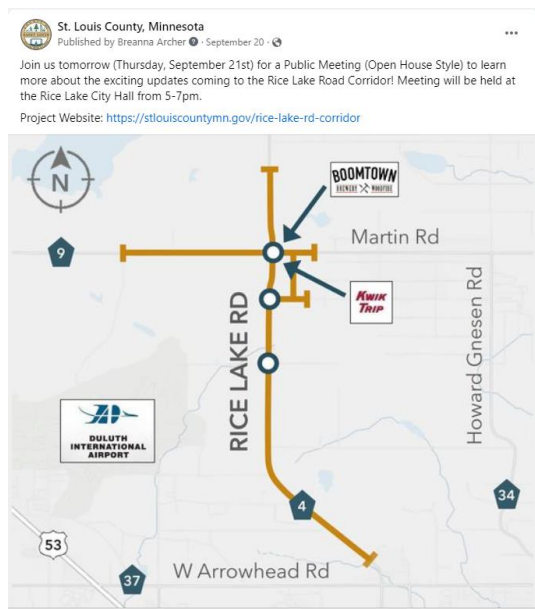 St. Louis County, Minnesota
Published by Breanna Archer · September 20 ·
Join us tomorrow (Thursday, September 21st) for a Public Meeting (Open House Style) to learn
more about the exciting updates coming to the Rice Lake Road Corridor! Meeting will be held at
the Rice Lake City Hall from 5-7pm.
Project Website: https://stlouiscountymn.gov/rice-lake-rd-corridor
N
BOOMTOWN
BREWERY WOODFIRE
9
Martin Rd
KWIK
TRIP
RICE LAKE RD
Howard Gnesen Rd
DULUTH
INTERNATIONAL
AIRPORT
4
34
53
37
W Arrowhead Rd